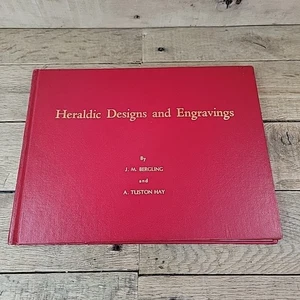 Heraldic Designs and Engravings
By
J. M. BERGLING
and
A. TUSTON HAY